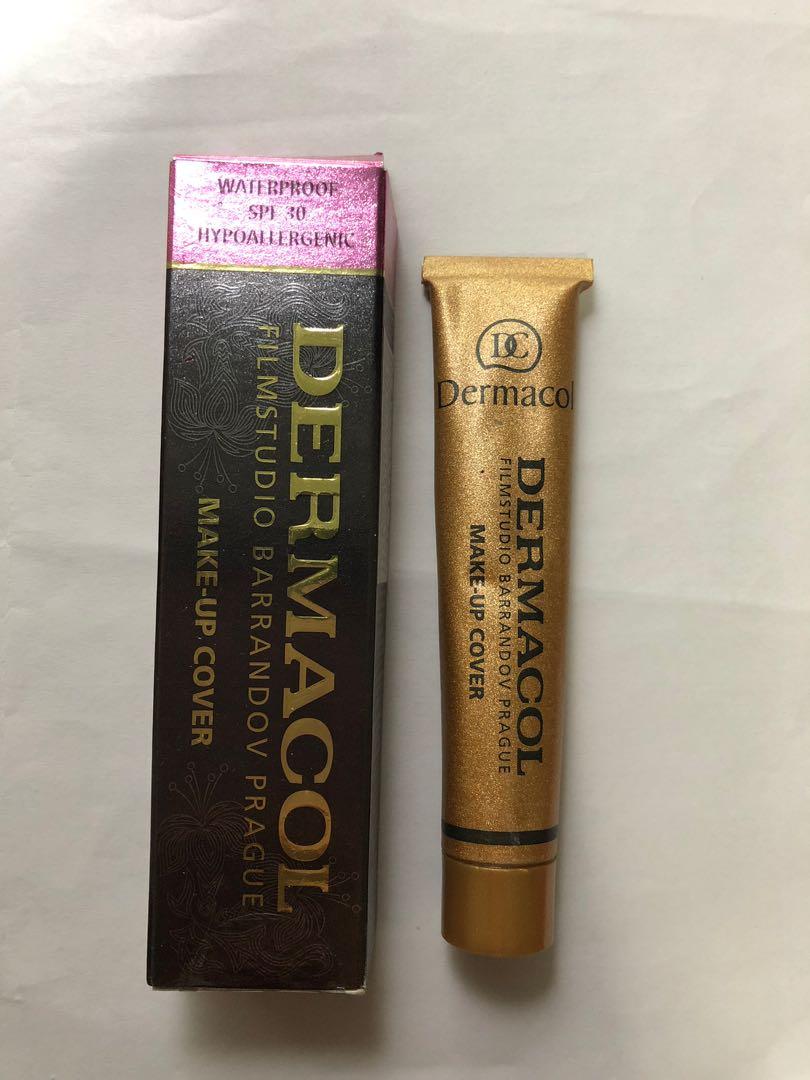 WATERPROOF
SPF 30
HYPOALLERGENIC
DERMACOL
FILMSTUDIO BARRANDOV PRAGUE
MAKE-UP COVER
DC
Dermacol
DERMACOL
FILMSTUDIO BARRANDOV PRAGUE
MAKE-UP COVER